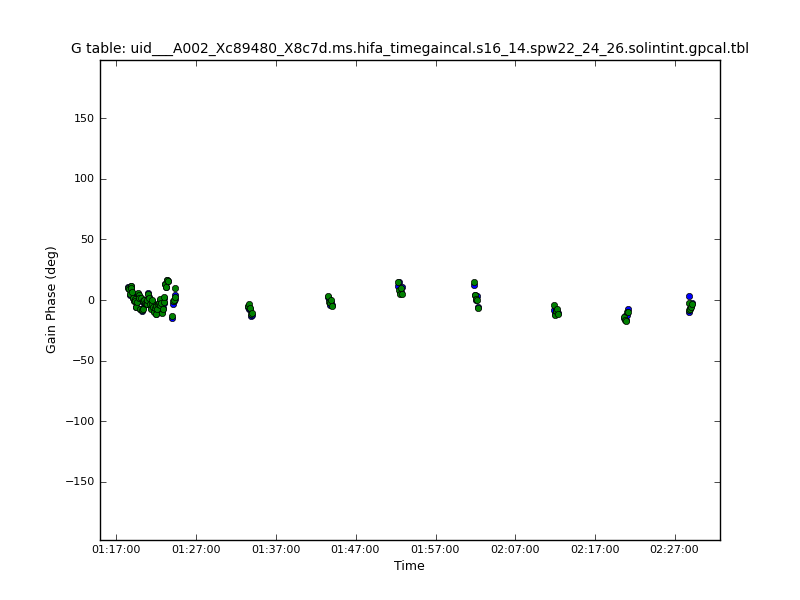 G table: uid___A002_Xc89480_X8c7d.ms.hifa_timegaincal.s16_14.spw22_24_26.solintint.gpcal.tbl
Gain Phase (deg)
150
100
50
0
−50
−100
−150
01:17:00 01:27:00 01:37:00 01:47:00 01:57:00 02:07:00 02:17:00 02:27:00
Time